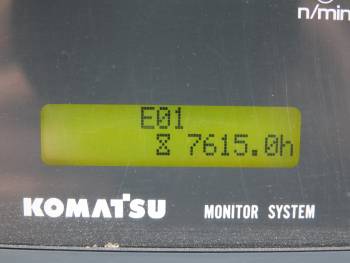 n/min
E01
⧖ 7615.0h
KOMATSU
MONITOR SYSTEM